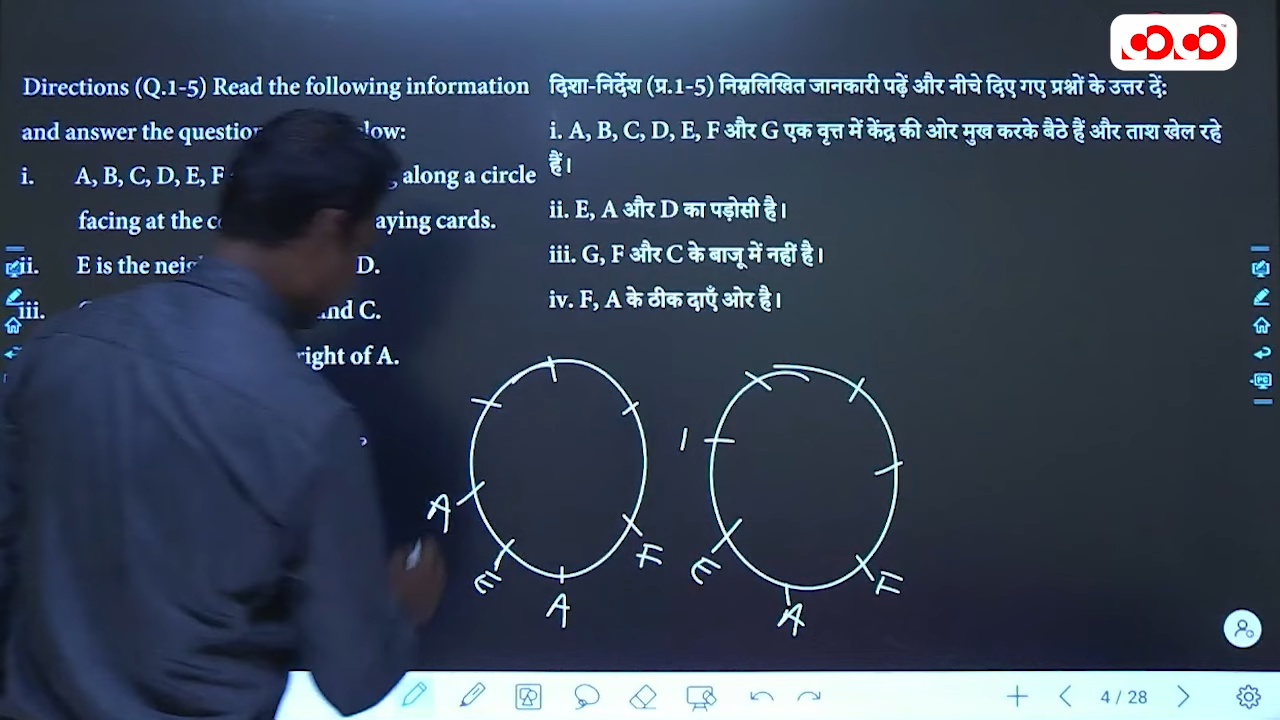 Directions (Q.1-5) Read the following information
and answer the low:
i. A, B, C, D, E, F along a circle
facing at the aying cards.
ii. E is the D.
iii. and C.
right of A.
दिशा-निर्देश (प्र.1-5) निम्नलिखित जानकारी पढ़ें और नीचे दिए गए प्रश्नों के उत्तर दें:
i. A, B, C, D, E, F और G एक वृत्त में केंद्र की ओर मुख करके बैठे हैं और ताश खेल रहे
हैं।
ii. E, A और D का पड़ोसी है।
iii. G, F और C के बाजू में नहीं है।
iv. F, A के ठीक दाएँ ओर है।
A
E
A
F
E
A
F
4 / 28